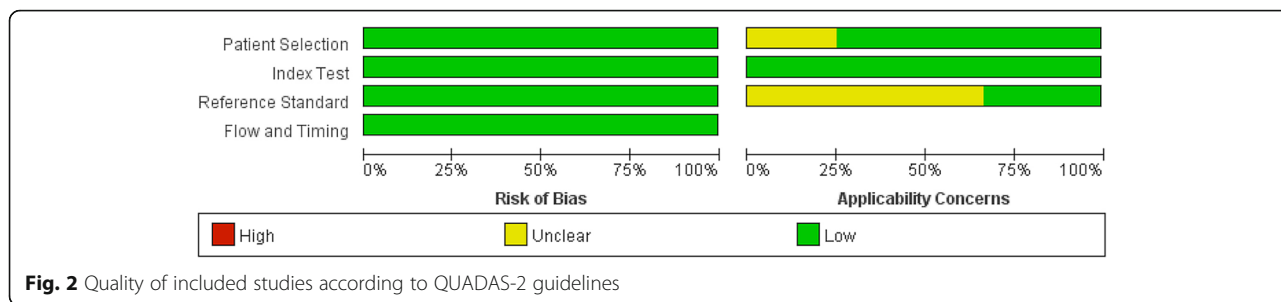 Patient Selection
Index Test
Reference Standard
Flow and Timing
0% 25% 50% 75% 100% 0% 25% 50% 75% 100%
Risk of Bias Applicability Concerns
High Unclear Low
Fig. 2 Quality of included studies according to QUADAS-2 guidelines